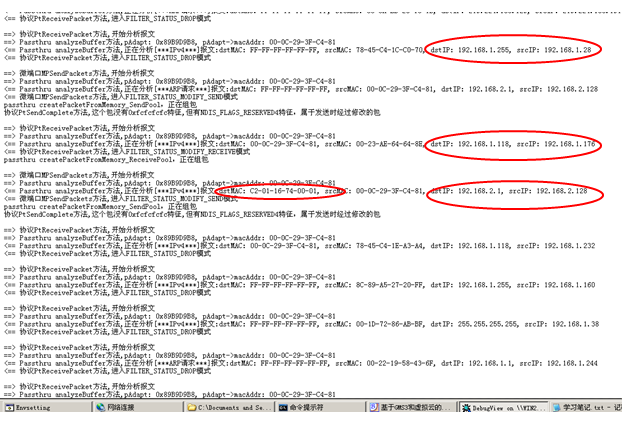 <== 协议PtReceivePacket方法,进入FILTER_STATUS_DROP模式
==> 协议PtReceivePacket方法,开始分析报文
==> Passthru analyzeBuffer方法,pAdapt: 0x89B9D9B8, pAdapt->macAddr: 00-0C-29-3F-C4-81
<== Passthru analyzeBuffer方法,正在分析[***IPv4***]报文:dstMAC: FF-FF-FF-FF-FF-FF, srcMAC: 78-45-C4-1C-C0-70, dstIP: 192.168.1.255, srcIP: 192.168.1.28
<== 协议PtReceivePacket方法,进入FILTER_STATUS_DROP模式
==> 微端口MPSendPackets方法,开始分析报文
==> Passthru analyzeBuffer方法,pAdapt: 0x89B9D9B8, pAdapt->macAddr: 00-0C-29-3F-C4-81
<== Passthru analyzeBuffer方法,正在分析[***ARP请求***]报文:dstMAC: FF-FF-FF-FF-FF-FF, srcMAC: 00-0C-29-3F-C4-81, dstIP: 192.168.2.1, srcIP: 192.168.2.128
<== 微端口MPSendPackets方法,进入FILTER_STATUS_MODIFY_SEND模式
passthru createPacketFromMemory_SendPool，正在组包
协议PtSendComplete方法,这个包没有0xfcfcfcfc特征,但有NDIS_FLAGS_RESERVED4特征，属于发送时经过修改的包
==> 协议PtReceivePacket方法,开始分析报文
==> Passthru analyzeBuffer方法,pAdapt: 0x89B9D9B8, pAdapt->macAddr: 00-0C-29-3F-C4-81
<== Passthru analyzeBuffer方法,正在分析[***IPv4***]报文:dstMAC: 00-0C-29-3F-C4-81, srcMAC: 00-23-AE-64-64-8E, dstIP: 192.168.1.118, srcIP: 192.168.1.176
<== 协议PtReceivePacket方法,进入FILTER_STATUS_MODIFY_RECEIVE模式
passthru createPacketFromMemory_ReceivePool，正在组包
==> 微端口MPSendPackets方法,开始分析报文
==> Passthru analyzeBuffer方法,pAdapt: 0x89B9D9B8, pAdapt->macAddr: 00-0C-29-3F-C4-81
<== Passthru analyzeBuffer方法,正在分析[***IPv4***]报文:dstMAC: C2-01-16-74-00-01, srcMAC: 00-0C-29-3F-C4-81, dstIP: 192.168.2.1, srcIP: 192.168.2.128
<== 微端口MPSendPackets方法,进入FILTER_STATUS_MODIFY_SEND模式
passthru createPacketFromMemory_SendPool，正在组包
协议PtSendComplete方法,这个包没有0xfcfcfcfc特征,但有NDIS_FLAGS_RESERVED4特征，属于发送时经过修改的包
==> 协议PtReceivePacket方法,开始分析报文
==> Passthru analyzeBuffer方法,pAdapt: 0x89B9D9B8, pAdapt->macAddr: 00-0C-29-3F-C4-81
<== Passthru analyzeBuffer方法,正在分析[***IPv4***]报文:dstMAC: 00-0C-29-3F-C4-81, srcMAC: 78-45-C4-1E-A3-A4, dstIP: 192.168.1.118, srcIP: 192.168.1.232
<== 协议PtReceivePacket方法,进入FILTER_STATUS_DROP模式
==> 协议PtReceivePacket方法,开始分析报文
==> Passthru analyzeBuffer方法,pAdapt: 0x89B9D9B8, pAdapt->macAddr: 00-0C-29-3F-C4-81
<== Passthru analyzeBuffer方法,正在分析[***IPv4***]报文:dstMAC: FF-FF-FF-FF-FF-FF, srcMAC: 8C-89-A5-27-20-FF, dstIP: 192.168.1.255, srcIP: 192.168.1.160
<== 协议PtReceivePacket方法,进入FILTER_STATUS_DROP模式
==> 协议PtReceivePacket方法,开始分析报文
==> Passthru analyzeBuffer方法,pAdapt: 0x89B9D9B8, pAdapt->macAddr: 00-0C-29-3F-C4-81
<== Passthru analyzeBuffer方法,正在分析[***IPv4***]报文:dstMAC: FF-FF-FF-FF-FF-FF, srcMAC: 00-1D-72-86-AB-BF, dstIP: 255.255.255.255, srcIP: 192.168.1.38
<== 协议PtReceivePacket方法,进入FILTER_STATUS_DROP模式
==> 协议PtReceivePacket方法,开始分析报文
==> Passthru analyzeBuffer方法,pAdapt: 0x89B9D9B8, pAdapt->macAddr: 00-0C-29-3F-C4-81
<== Passthru analyzeBuffer方法,正在分析[***ARP请求***]报文:dstMAC: FF-FF-FF-FF-FF-FF, srcMAC: 00-22-19-58-43-6F, dstIP: 192.168.1.1, srcIP: 192.168.1.244
<== 协议PtReceivePacket方法,进入FILTER_STATUS_DROP模式
==> 协议PtReceivePacket方法,开始分析报文
==> Passthru analyzeBuffer方法,pAdapt: 0x89B9D9B8, pAdapt->macAddr: 00-0C-29-3F-C4-81
Envsetting 网络连接 C:\Documents and Se... 命令提示符 基于GNS3和虚拟云的... DebugView on \\WIN2... 学习笔记.txt - 记